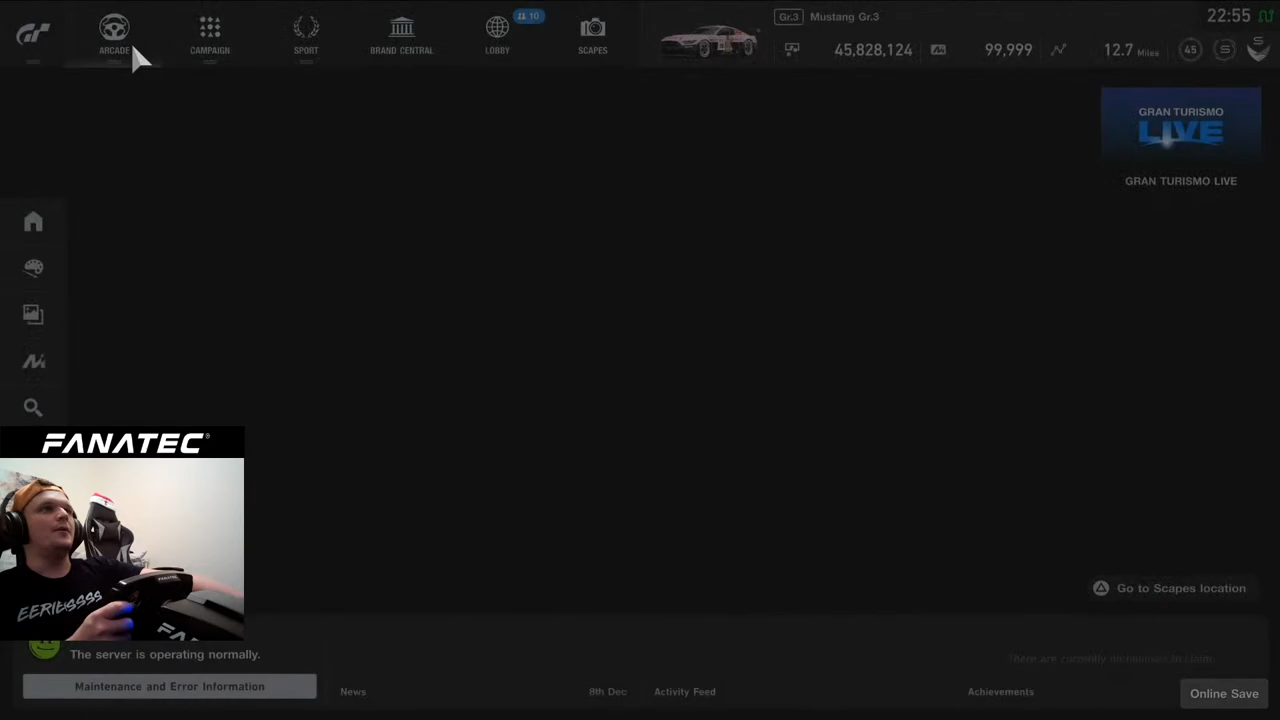 ARCADE
CAMPAIGN
SPORT
BRAND CENTRAL
10
LOBBY
SCAPES
Gr.3 Mustang Gr.3
22:55
45,828,124
99,999
12.7 Miles
45
S
GRAN TURISMO
LIVE
GRAN TURISMO LIVE
FANATEC
FANATEC
Go to Scapes location
The server is operating normally.
Maintenance and Error Information
News
8th Dec
Activity Feed
Achievements
Online Save